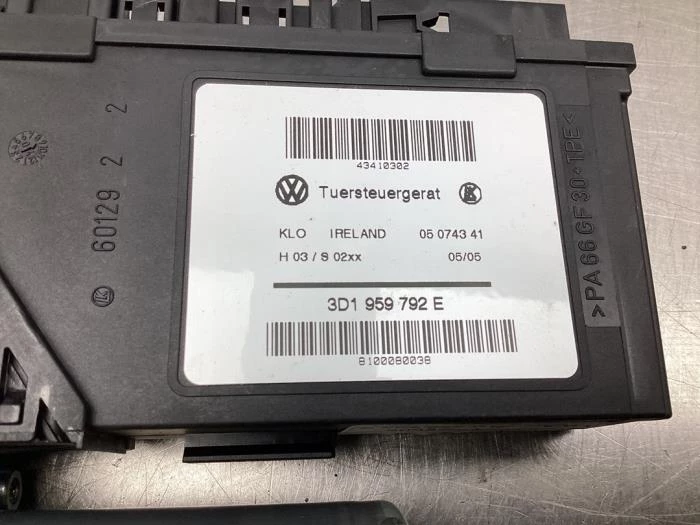 43410302
VW Tuersteuergerat K
KLO IRELAND 05 0743 41
H 03 / S 02xx 05/05
3D1 959 792 E
8100080038
60129 2 2
>PA 66 GF 30+TPE<